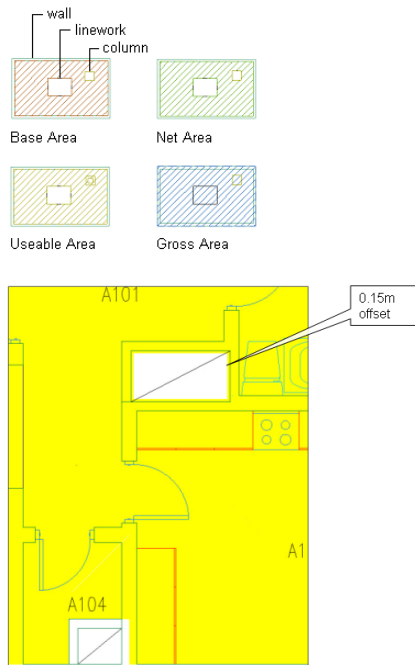 wall
linework
column
Base Area
Net Area
Useable Area
Gross Area
A101
0.15m
offset
A1
A104